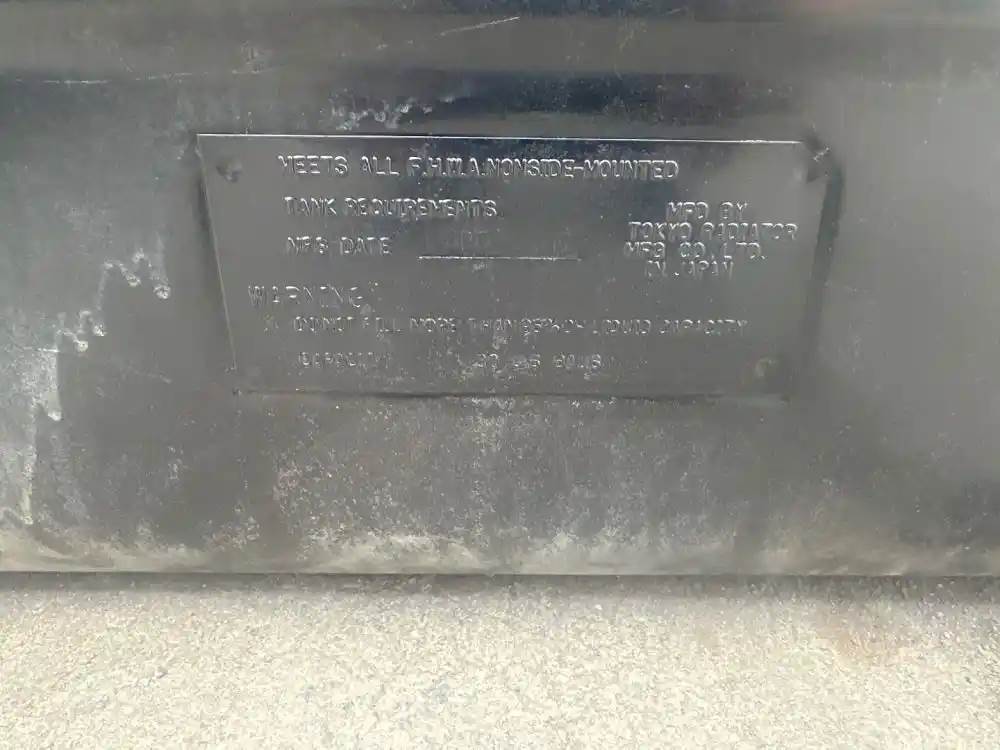 MEETS ALL F.H.W.A. NONSIDE-MOUNTED
TANK REQUIREMENTS.
MFG DATE
MFD BY
TOKYO RADIATOR
MFG CO., LTD.
IN JAPAN
WARNING
DO NOT FILL MORE THAN 95% OF LIQUID CAPACITY
CAPACITY